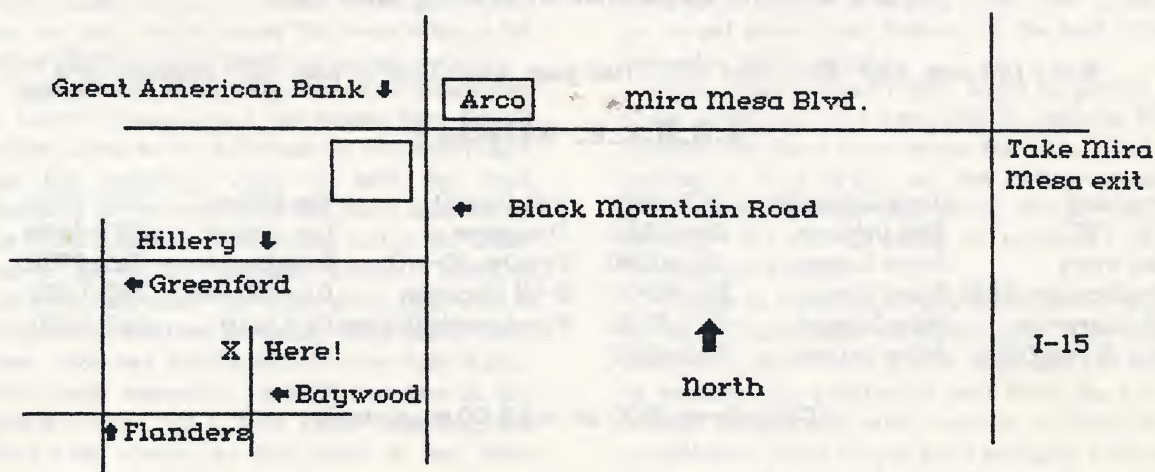 Great American Bank
Arco
Mira Mesa Blvd.
Take Mira
Mesa exit
Black Mountain Road
Hillery
Greenford
X Here!
I-15
North
Baywood
Flanders